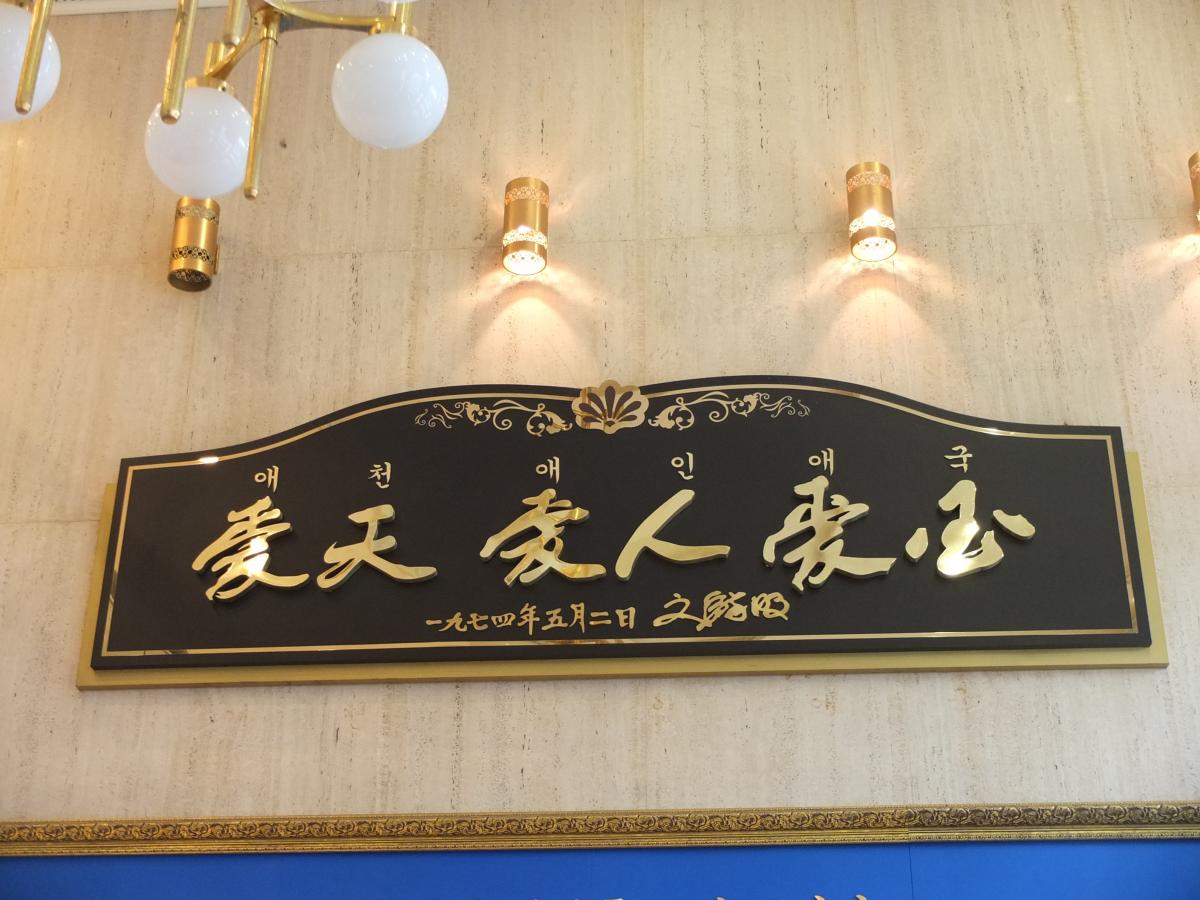 애천 애인 애국
愛天 愛人 愛国
一九七四年五月二日 文鮮明